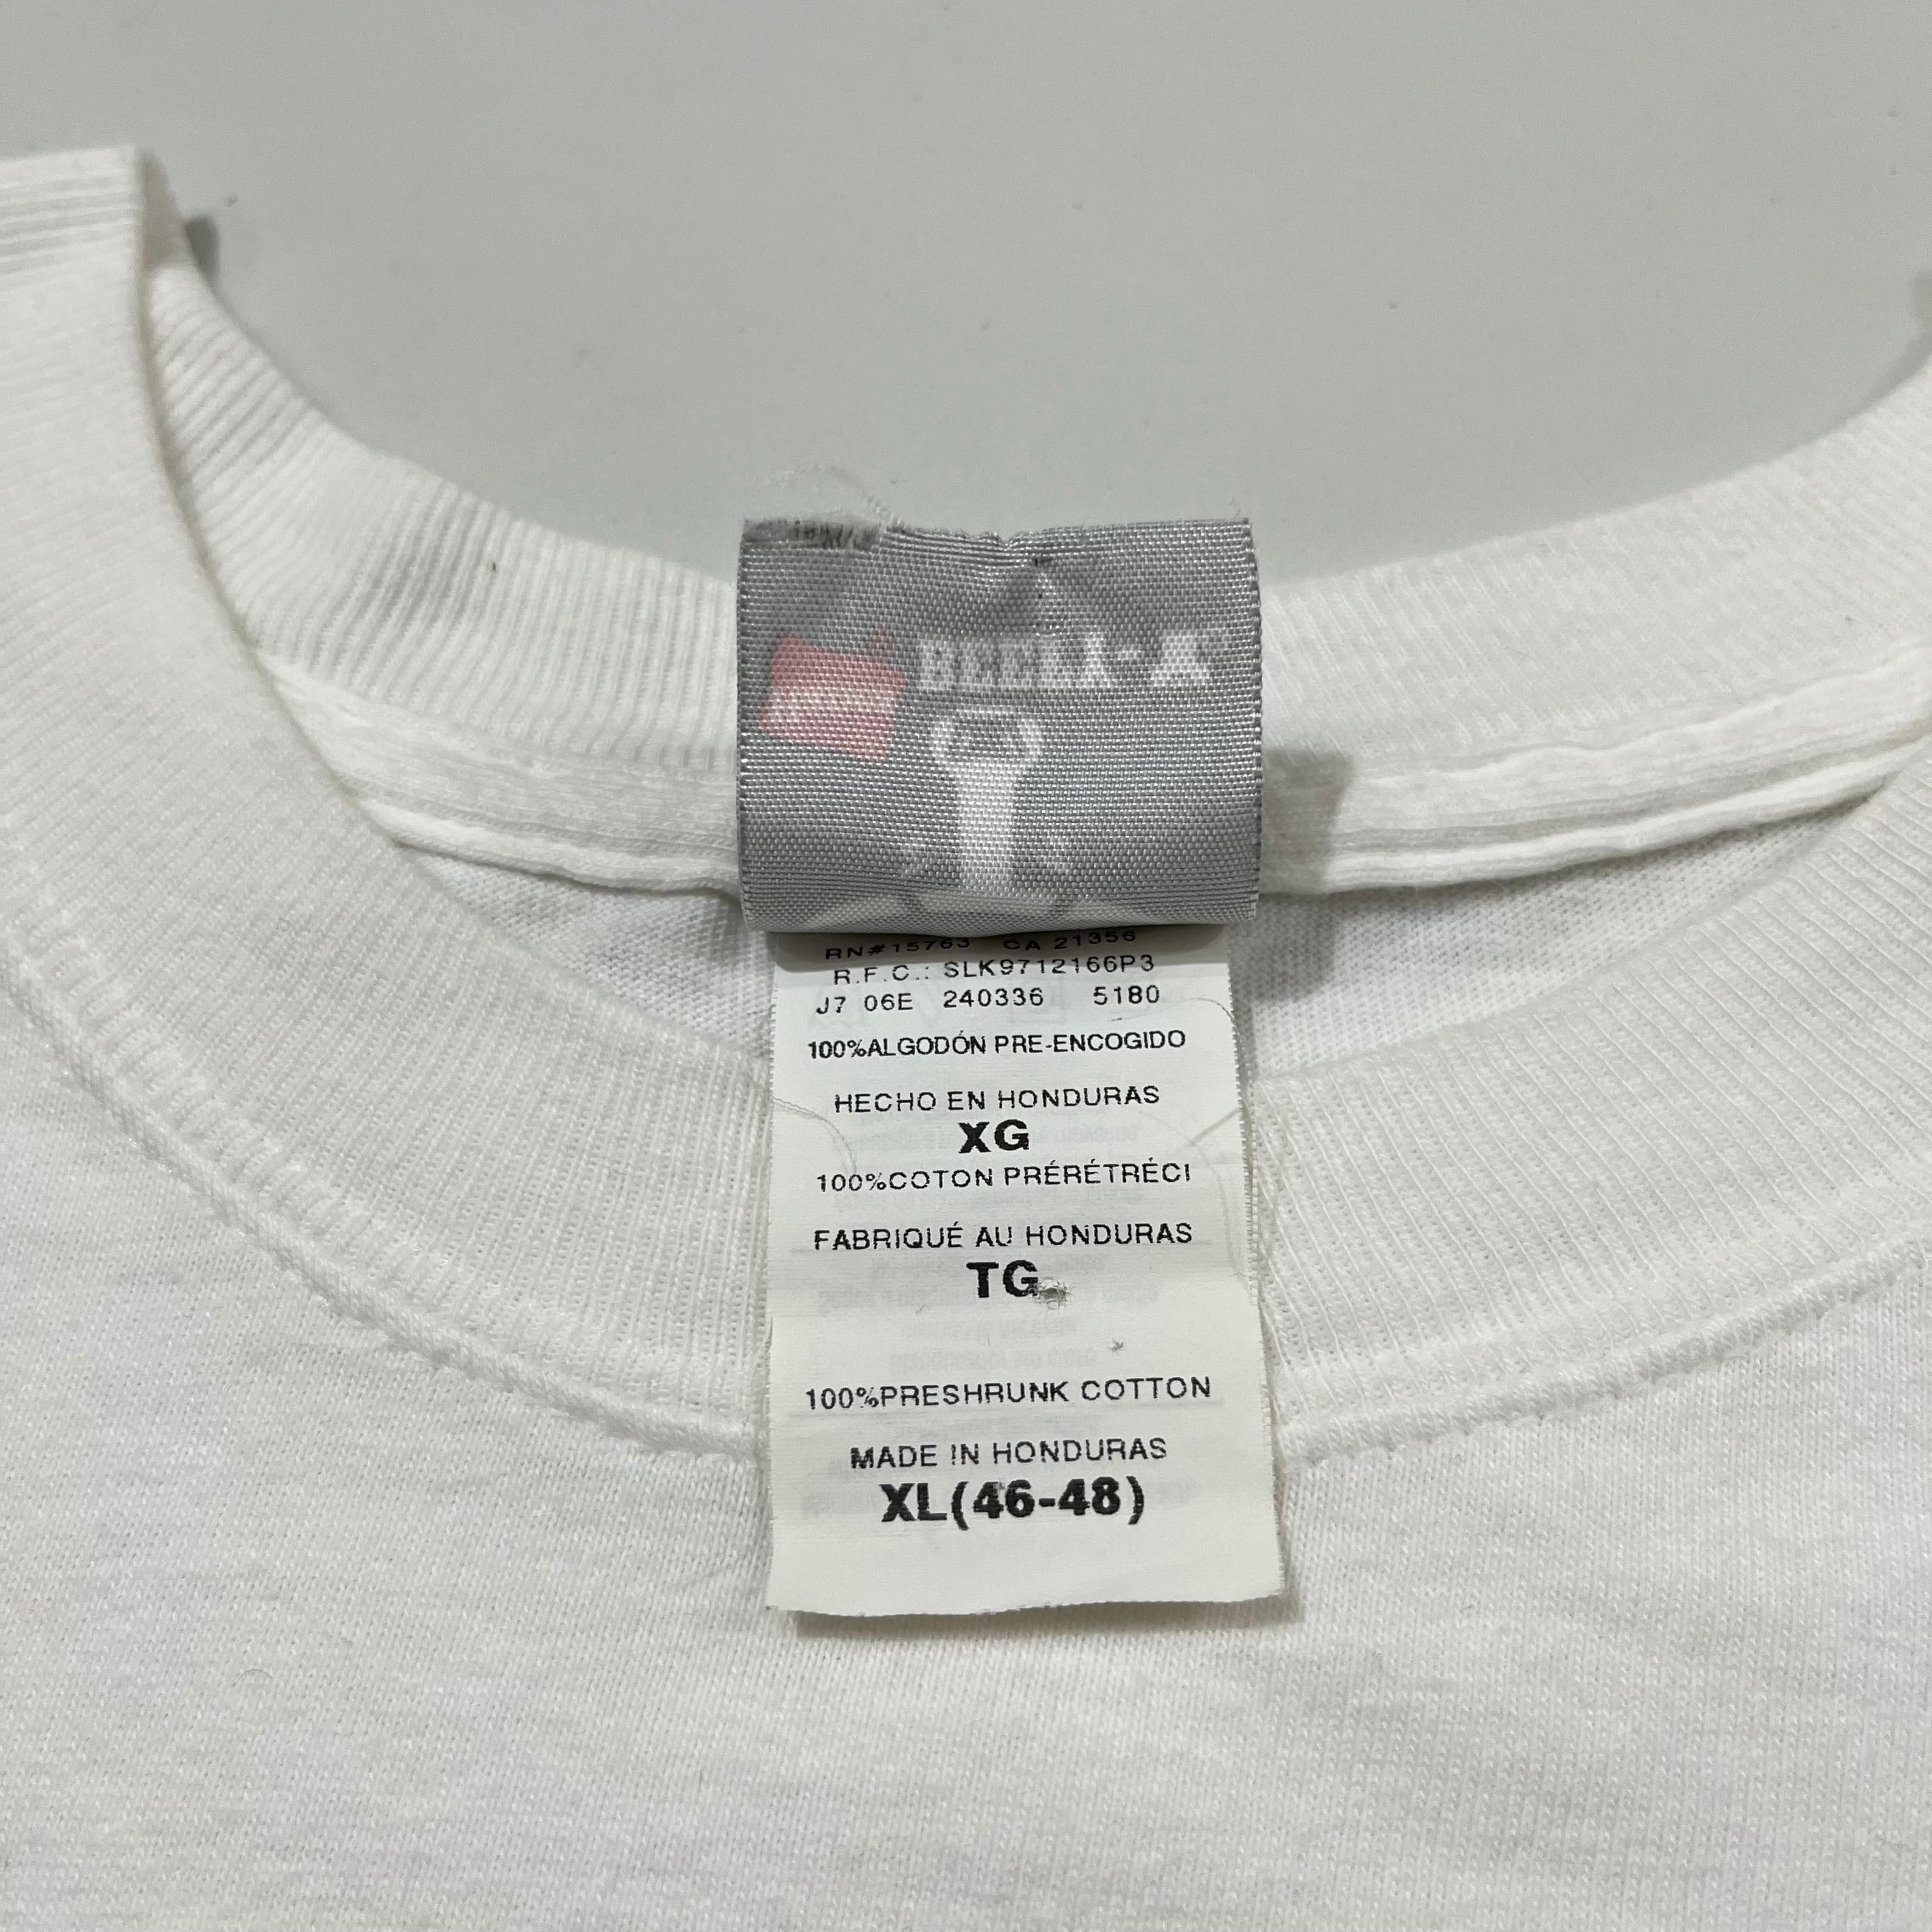 BEEFY-T
RN#15763 CA 21356
R.F.C.: SLK9712166P3
J7 06E 240336 5180
100%ALGODÓN PRE-ENCOGIDO
HECHO EN HONDURAS
XG
100%COTON PRÉRÉTRÉCI
FABRIQUÉ AU HONDURAS
TG
100%PRESHRUNK COTTON
MADE IN HONDURAS
XL(46-48)